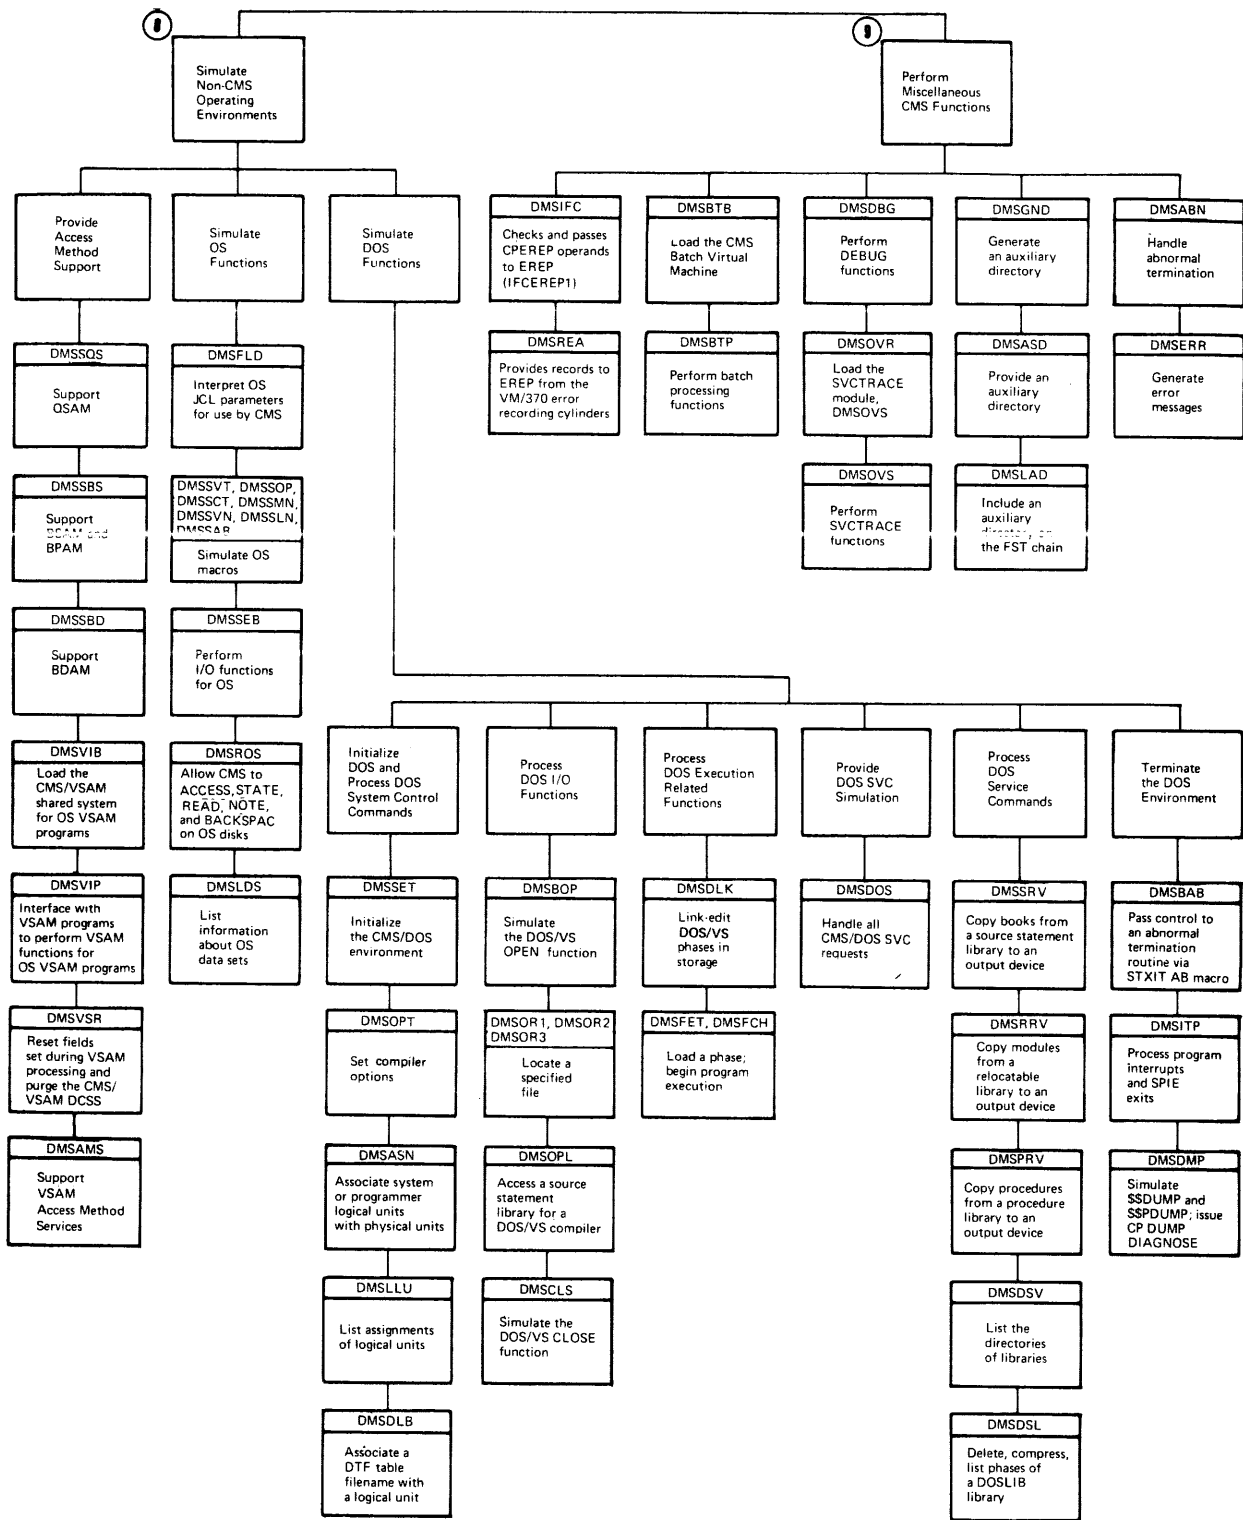 8
Simulate
Non-CMS
Operating
Environments
9
Perform
Miscellaneous
CMS Functions
Provide
Access
Method
Support
Simulate
OS
Functions
Simulate
DOS
Functions
DMSIFC
Checks and passes
CPEREP operands
to EREP
(IFCEREP1)
DMSBTB
Load the CMS
Batch Virtual
Machine
DMSDBG
Perform
DEBUG
functions
DMSGND
Generate
an auxiliary
directory
DMSABN
Handle
abnormal
termination
DMSREA
Provides records to
EREP from the
VM/370 error
recording cylinders
DMSBTP
Perform batch
processing
functions
DMSOVR
Load the
SVCTRACE
module,
DMSOVS
DMSASD
Provide an
auxiliary
directory
DMSERR
Generate
error
messages
DMSOVS
Perform
SVCTRACE
functions
DMSLAD
Include an
auxiliary
directory on
the FST chain
DMSSQS
Support
QSAM
DMSSBS
Support
BSAM and
BPAM
DMSSBD
Support
BDAM
DMSVIB
Load the
CMS/VSAM
shared system
for OS VSAM
programs
DMSVIP
Interface with
VSAM programs
to perform VSAM
functions for
OS VSAM programs
DMSVSR
Reset fields
set during VSAM
processing and
purge the CMS/
VSAM DCSS
DMSAMS
Support
VSAM
Access Method
Services
DMSFLD
Interpret OS
JCL parameters
for use by CMS
DMSSVT, DMSSOP,
DMSSCT, DMSSMN,
DMSSVN, DMSSLN,
DMSSAB
Simulate OS
macros
DMSSEB
Perform
I/O functions
for OS
DMSROS
Allow CMS to
ACCESS, STATE,
READ, NOTE,
and BACKSPAC
on OS disks
DMSLDS
List
information
about OS
data sets
Initialize
DOS and
Process DOS
System Control
Commands
Process
DOS I/O
Functions
Process
DOS Execution
Related
Functions
Provide
DOS SVC
Simulation
Process
DOS
Service
Commands
Terminate
the DOS
Environment
DMSSET
Initialize
the CMS/DOS
environment
DMSOPT
Set compiler
options
DMSASN
Associate system
or programmer
logical units
with physical units
DMSLLU
List assignments
of logical units
DMSDLB
Associate a
DTF table
filename with
a logical unit
DMSBOP
Simulate
the DOS/VS
OPEN function
DMSOR1, DMSOR2
DMSOR3
Locate a
specified
file
DMSOPL
Access a source
statement
library for a
DOS/VS compiler
DMSCLS
Simulate the
DOS/VS CLOSE
function
DMSDLK
Link-edit
DOS/VS
phases in
storage
DMSFET, DMSFCH
Load a phase;
begin program
execution
DMSDOS
Handle all
CMS/DOS SVC
requests
DMSSRV
Copy books from
a source statement
library to an
output device
DMSRRV
Copy modules
from a
relocatable
library to an
output device
DMSPRV
Copy procedures
from a procedure
library to an
output device
DMSDSV
List the
directories
of libraries
DMSDSL
Delete, compress,
list phases of
a DOSLIB
library
DMSBAB
Pass control to
an abnormal
termination
routine via
STXIT AB macro
DMSITP
Process program
interrupts
and SPIE
exits
DMSDMP
Simulate
$$DUMP and
$$PDUMP; issue
CP DUMP
DIAGNOSE